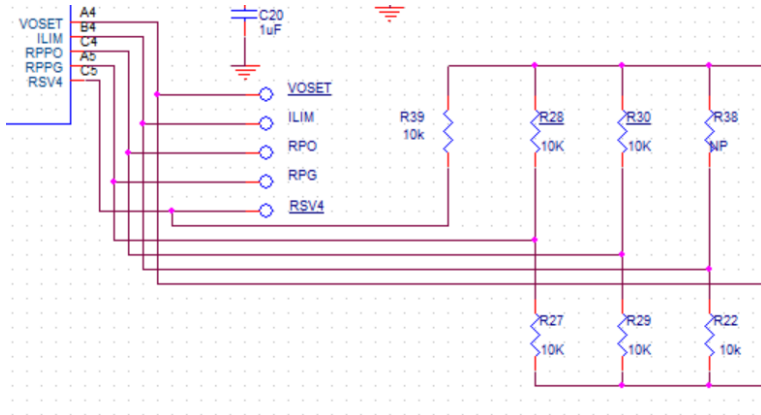 A4
VOSET
B4
ILIM
C4
RPPO
A5
RPPG
C5
RSV4
C20
1uF
VOSET
ILIM
RPO
RPG
RSV4
R39
10k
R28
10K
R30
10K
R38
NP
R27
10K
R29
10K
R22
10k